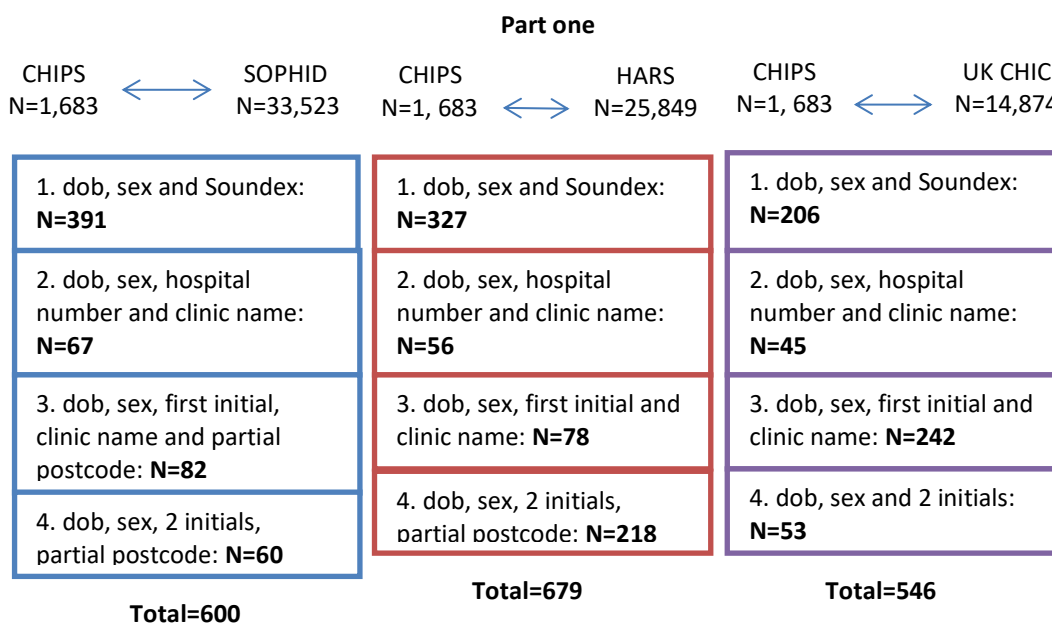 Part one
CHIPS
N=1,683
SOPHID
N=33,523
CHIPS
N=1, 683
HARS
N=25,849
CHIPS
N=1, 683
UK CHIC
N=14,874
1. dob, sex and Soundex:
N=391
2. dob, sex, hospital
number and clinic name:
N=67
3. dob, sex, first initial,
clinic name and partial
postcode: N=82
4. dob, sex, 2 initials,
partial postcode: N=60
Total=600
1. dob, sex and Soundex:
N=327
2. dob, sex, hospital
number and clinic name:
N=56
3. dob, sex, first initial and
clinic name: N=78
4. dob, sex, 2 initials,
partial postcode: N=218
Total=679
1. dob, sex and Soundex:
N=206
2. dob, sex, hospital
number and clinic name:
N=45
3. dob, sex, first initial and
clinic name: N=242
4. dob, sex and 2 initials:
N=53
Total=546